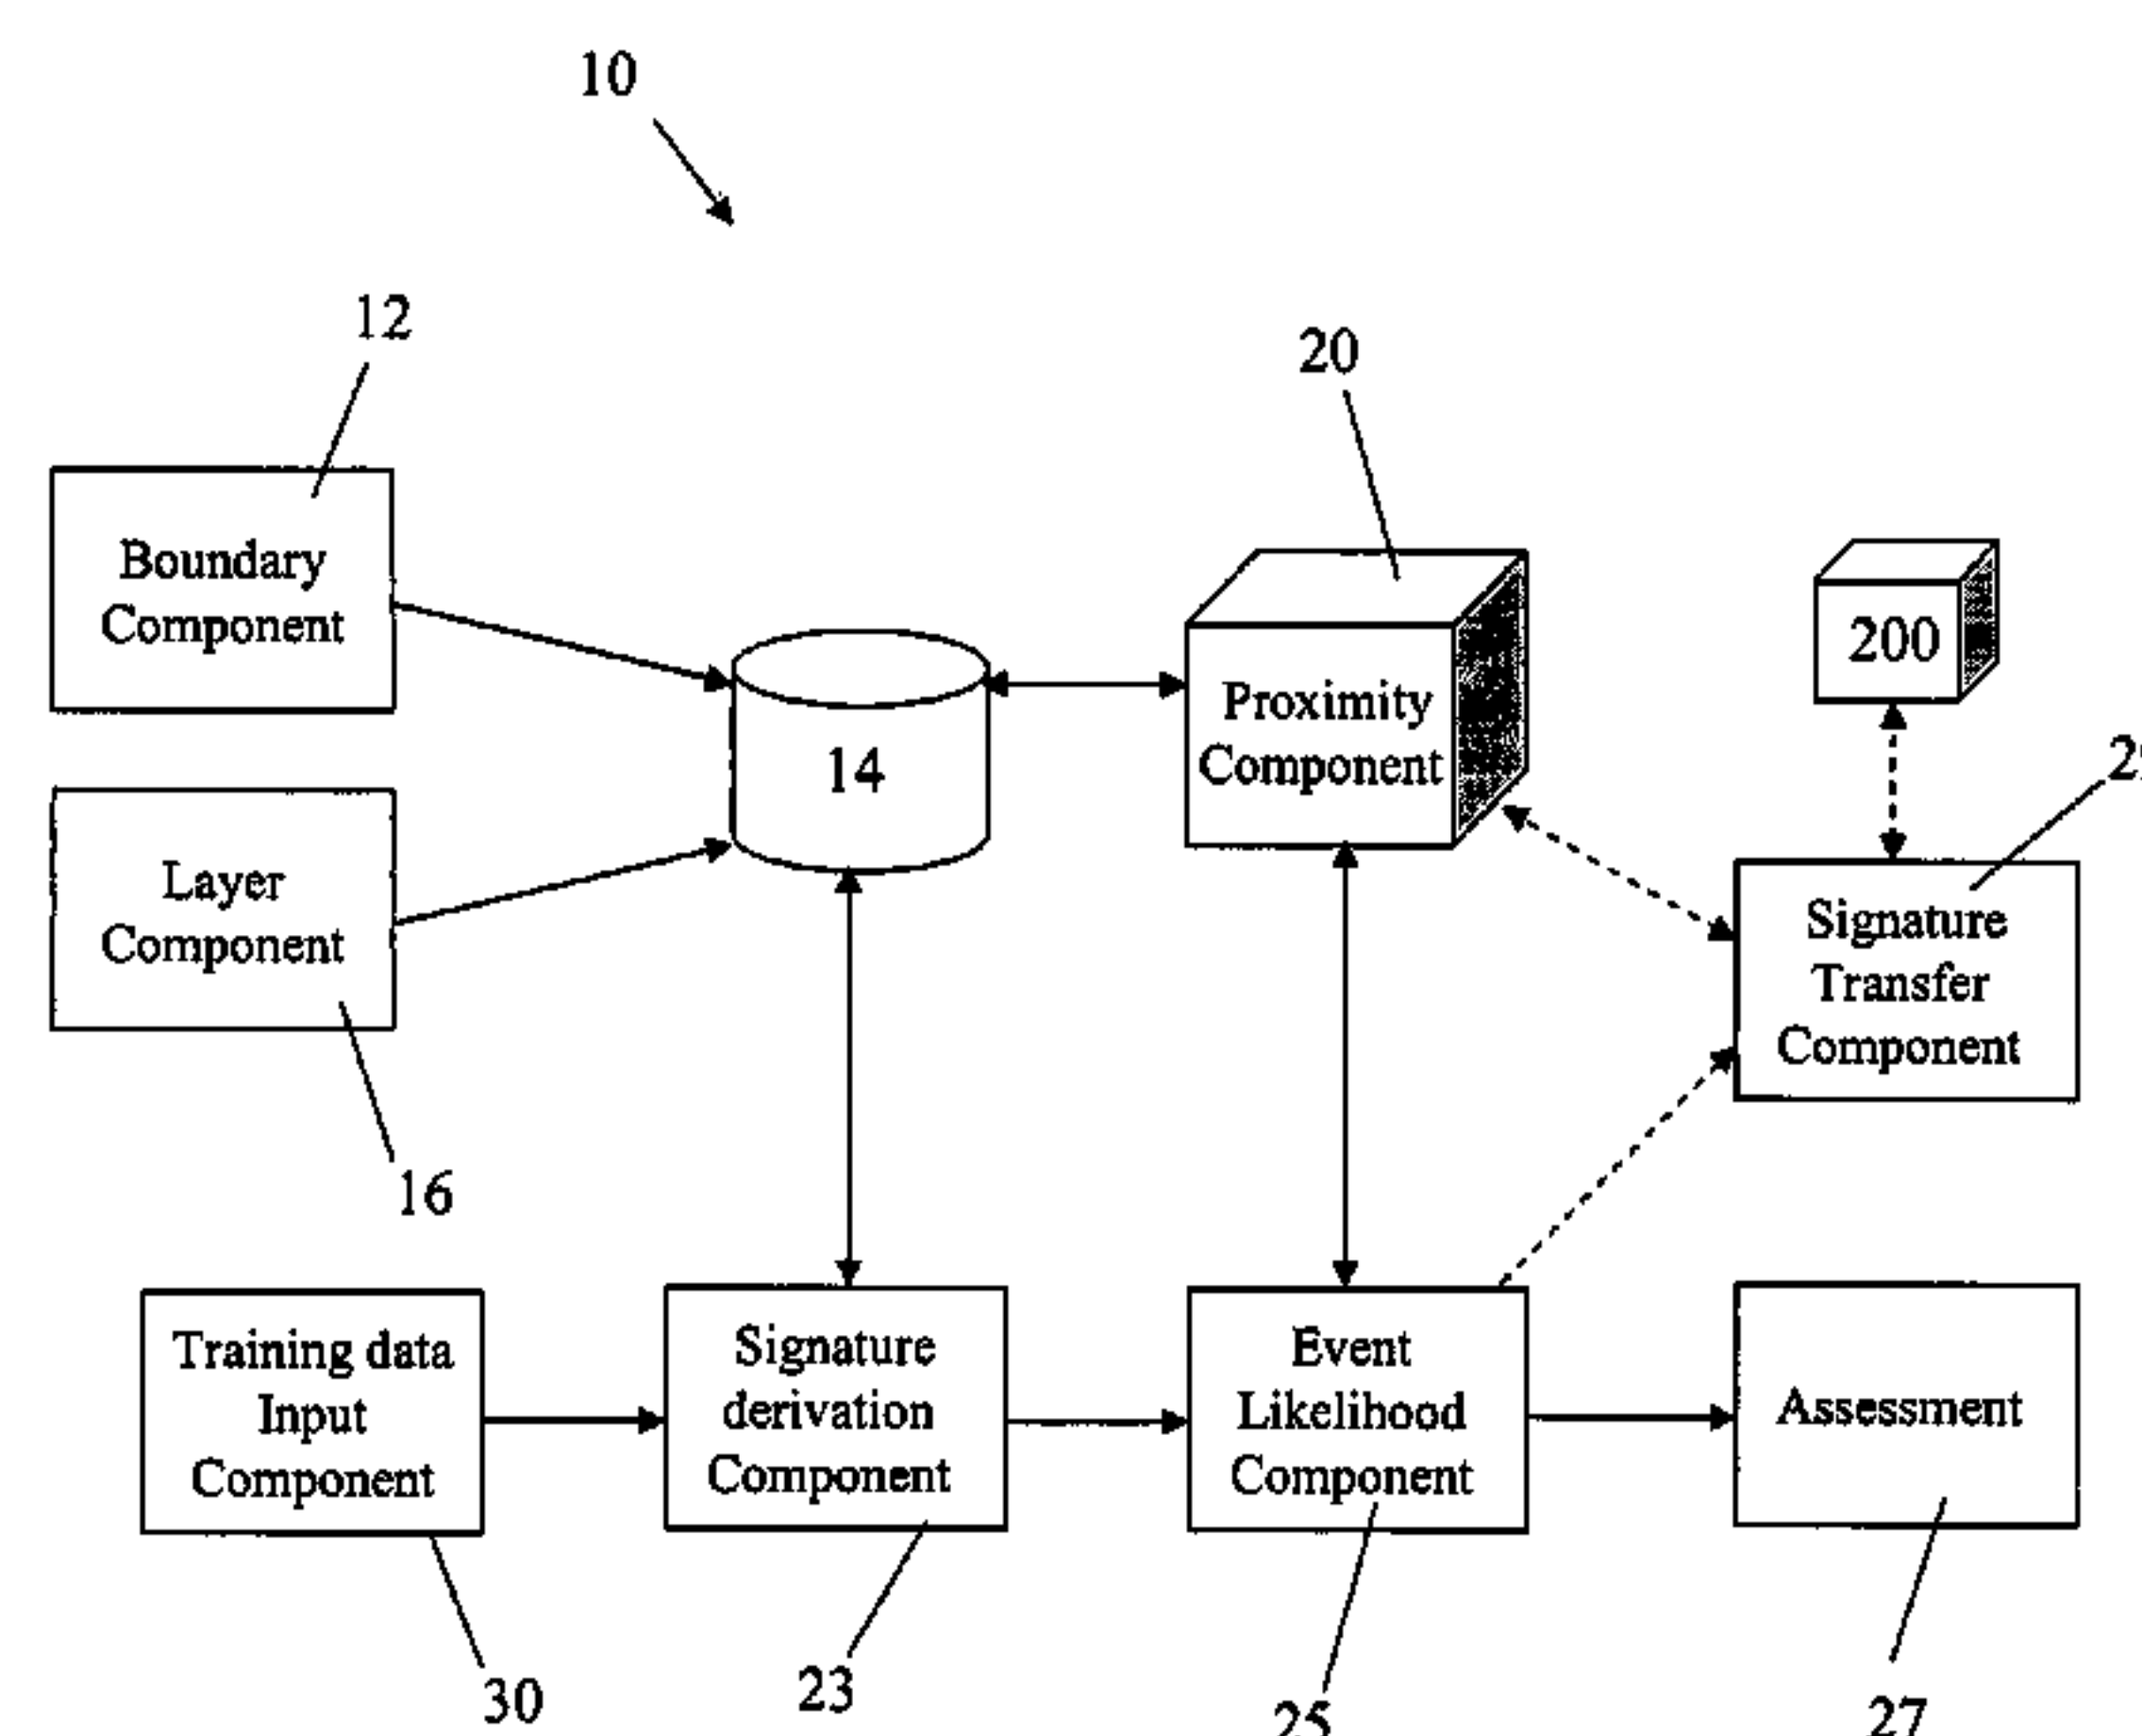 10
12
20
Boundary
Component
200
Proximity
Component
14
Layer
Component
Signature
Transfer
Component
16
Training data
Input
Component
Signature
derivation
Component
Event
Likelihood
Component
Assessment
30
23
25
27